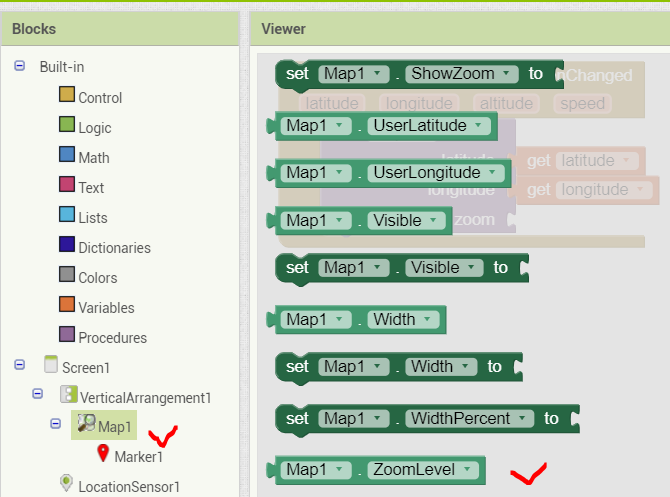 Blocks
Viewer
Built-in
Control
Logic
Math
Text
Lists
Dictionaries
Colors
Variables
Procedures
Screen1
VerticalArrangement1
Map1
Marker1
LocationSensor1
set Map1 . ShowZoom to
Changed
latitude longitude altitude speed
Map1 . UserLatitude
latitude get latitude
Map1 . UserLongitude
longitude get longitude
Map1 . Visible
zoom
set Map1 . Visible to
Map1 . Width
set Map1 . Width to
set Map1 . WidthPercent to
Map1 . ZoomLevel